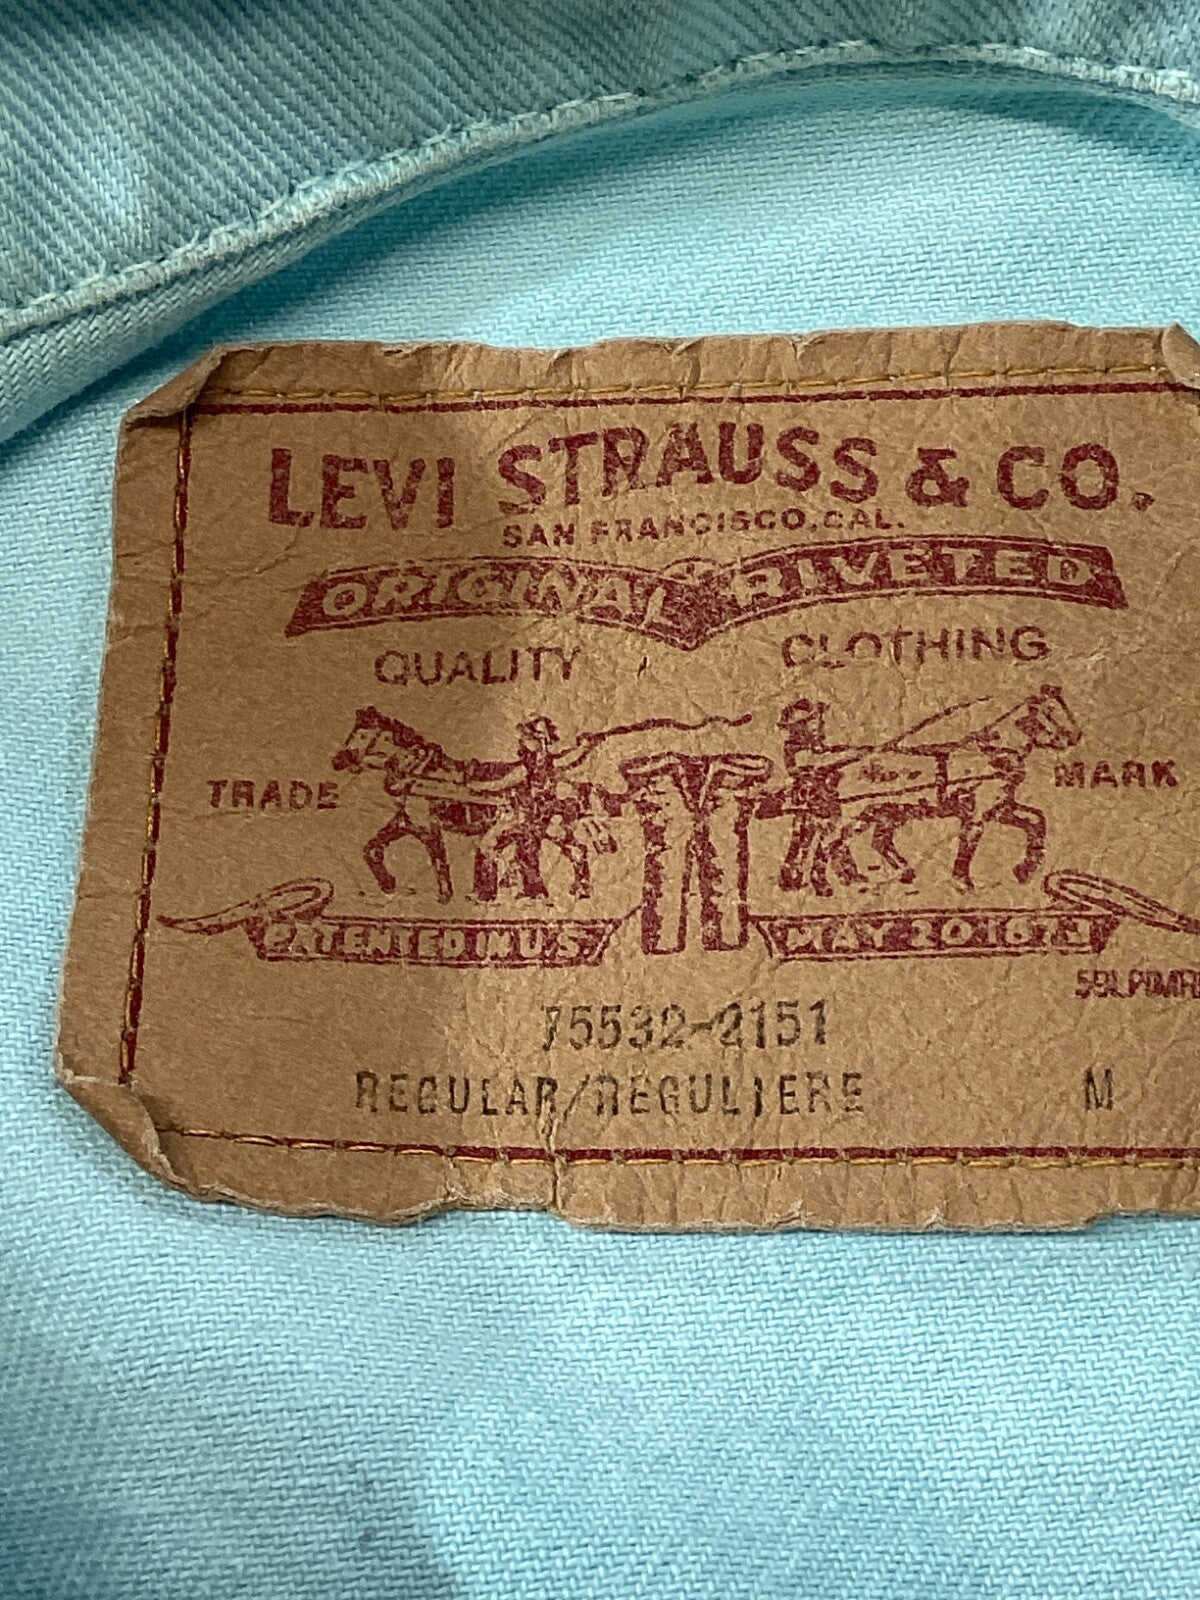 LEVI STRAUSS & CO.
SAN FRANCISCO, CAL.
ORIGINAL RIVETED
QUALITY CLOTHING
TRADE MARK
PATENTED IN U.S. MAY 20 1873
75532-2151
REGULAR/REGULIERE M